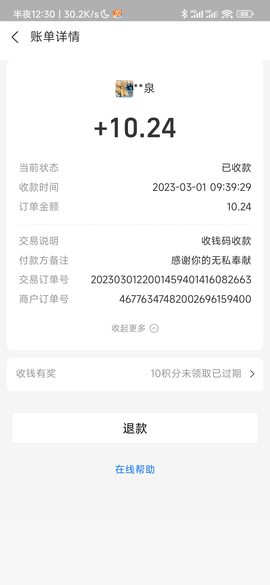 半夜12:30 | 30.2K/s
64
账单详情
**泉
+10.24
当前状态 已收款
收款时间 2023-03-01 09:39:29
订单金额 10.24
交易说明 收钱码收款
付款方备注 感谢你的无私奉献
交易订单号 20230301220014594014160​82663
商户订单号 46776347482002696159400
收起更多
收钱有奖 10积分未领取已过期
退款
在线帮助